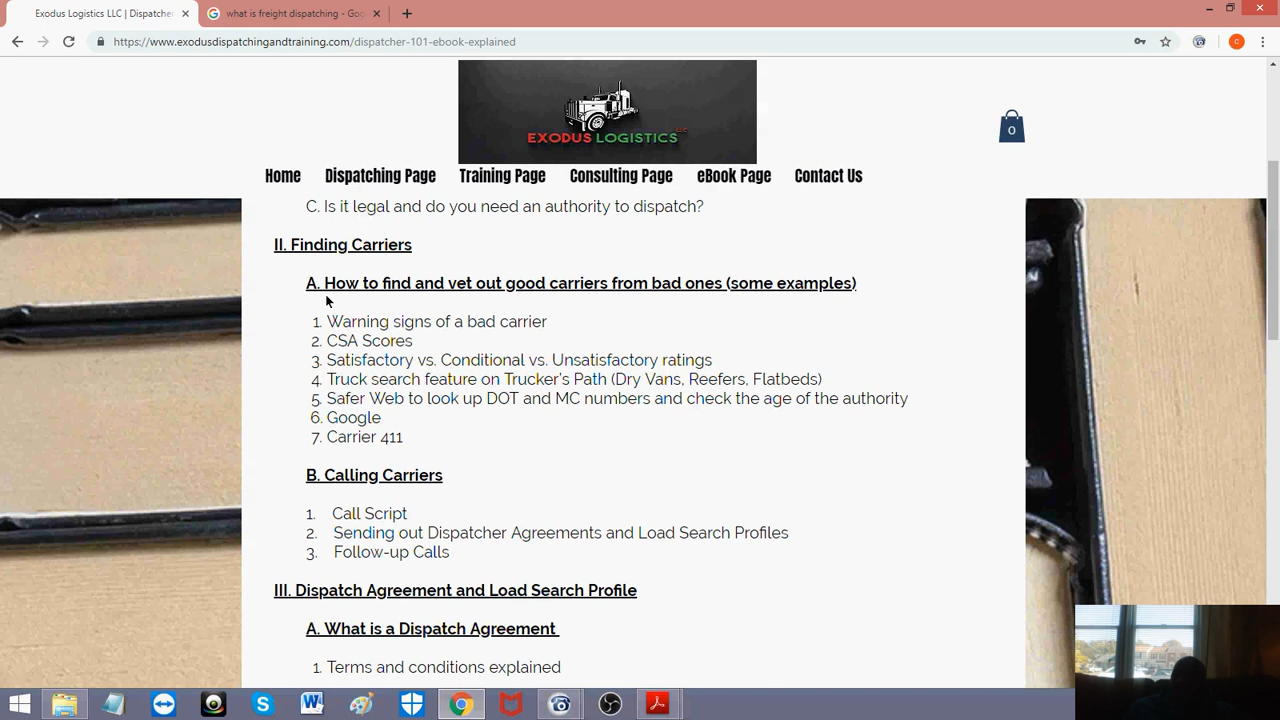 Exodus Logistics LLC | Dispatcher
what is freight dispatching - Goo
https://www.exodusdispatchingandtraining.com/dispatcher-101-ebook-explained
C
EXODUS LOGISTICS LLC
0
Home Dispatching Page Training Page Consulting Page eBook Page Contact Us
C. Is it legal and do you need an authority to dispatch?
II. Finding Carriers
A. How to find and vet out good carriers from bad ones (some examples)
1. Warning signs of a bad carrier
2. CSA Scores
3. Satisfactory vs. Conditional vs. Unsatisfactory ratings
4. Truck search feature on Trucker's Path (Dry Vans, Reefers, Flatbeds)
5. Safer Web to look up DOT and MC numbers and check the age of the authority
6. Google
7. Carrier 411
B. Calling Carriers
1. Call Script
2. Sending out Dispatcher Agreements and Load Search Profiles
3. Follow-up Calls
III. Dispatch Agreement and Load Search Profile
A. What is a Dispatch Agreement
1. Terms and conditions explained